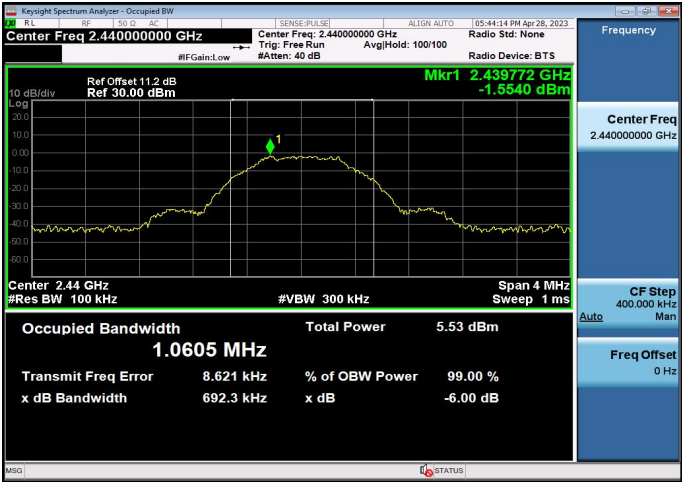 Keysight Spectrum Analyzer - Occupied BW
LXI RL RF 50 Ω AC SENSE:PULSE ALIGN AUTO 05:44:14 PM Apr 28, 2023
Center Freq 2.440000000 GHz
Center Freq: 2.440000000 GHz Radio Std: None
Trig: Free Run Avg|Hold: 100/100
#IFGain:Low #Atten: 40 dB Radio Device: BTS
Frequency
Mkr1 2.439772 GHz
-1.5540 dBm
Ref Offset 11.2 dB
10 dB/div Ref 30.00 dBm
Log
20.0
10.0
0.00
-10.0
-20.0
-30.0
-40.0
-50.0
-60.0
1
Center 2.44 GHz Span 4 MHz
#Res BW 100 kHz #VBW 300 kHz Sweep 1 ms
Occupied Bandwidth Total Power 5.53 dBm
1.0605 MHz
Transmit Freq Error 8.621 kHz % of OBW Power 99.00 %
x dB Bandwidth 692.3 kHz x dB -6.00 dB
Center Freq
2.440000000 GHz
CF Step
400.000 kHz
Auto Man
Freq Offset
0 Hz
MSG STATUS